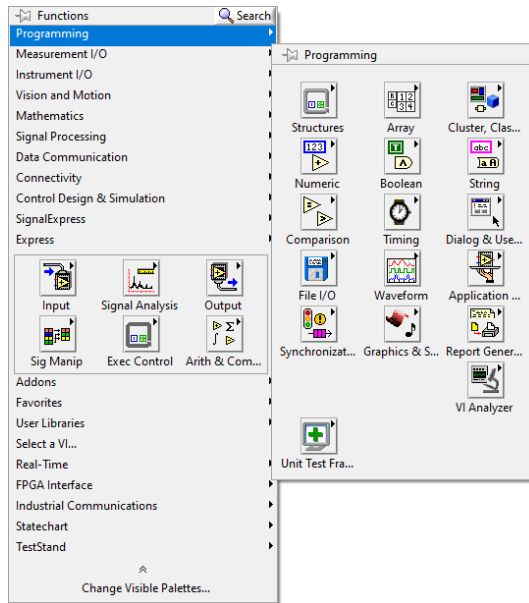 Functions
Search
Programming
Measurement I/O
Instrument I/O
Vision and Motion
Mathematics
Signal Processing
Data Communication
Connectivity
Control Design & Simulation
SignalExpress
Express
Input Signal Analysis Output
Sig Manip Exec Control Arith & Com...
Addons
Favorites
User Libraries
Select a VI...
Real-Time
FPGA Interface
Industrial Communications
Statechart
TestStand
Change Visible Palettes...
Programming
Structures Array Cluster, Clas...
Numeric Boolean String
Comparison Timing Dialog & Use...
File I/O Waveform Application ...
Synchronizat... Graphics & S... Report Gener...
VI Analyzer
Unit Test Fra...